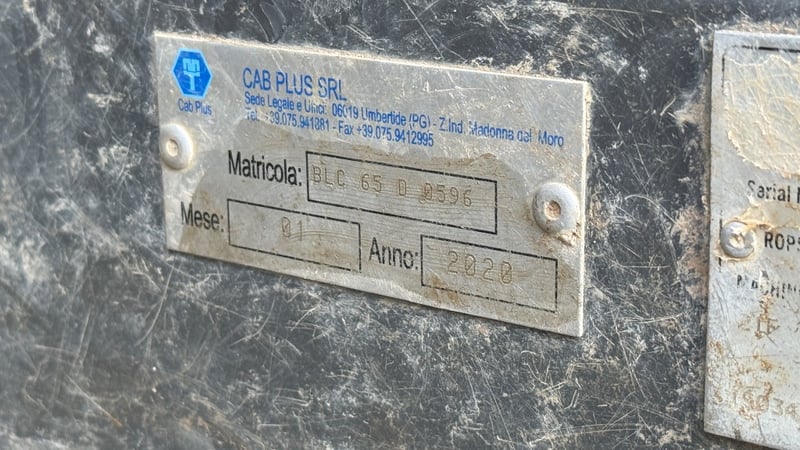 CAB PLUS SRL
Cab Plus
Sede Legale e Uffici: 06019 Umbertide (PG) - Z.Ind. Madonna del Moro
Tel. +39.075.941381 - Fax +39.075.9412995
Matricola: BLC 65 D 0596
Mese: 01 Anno: 2020
Serial
ROPS